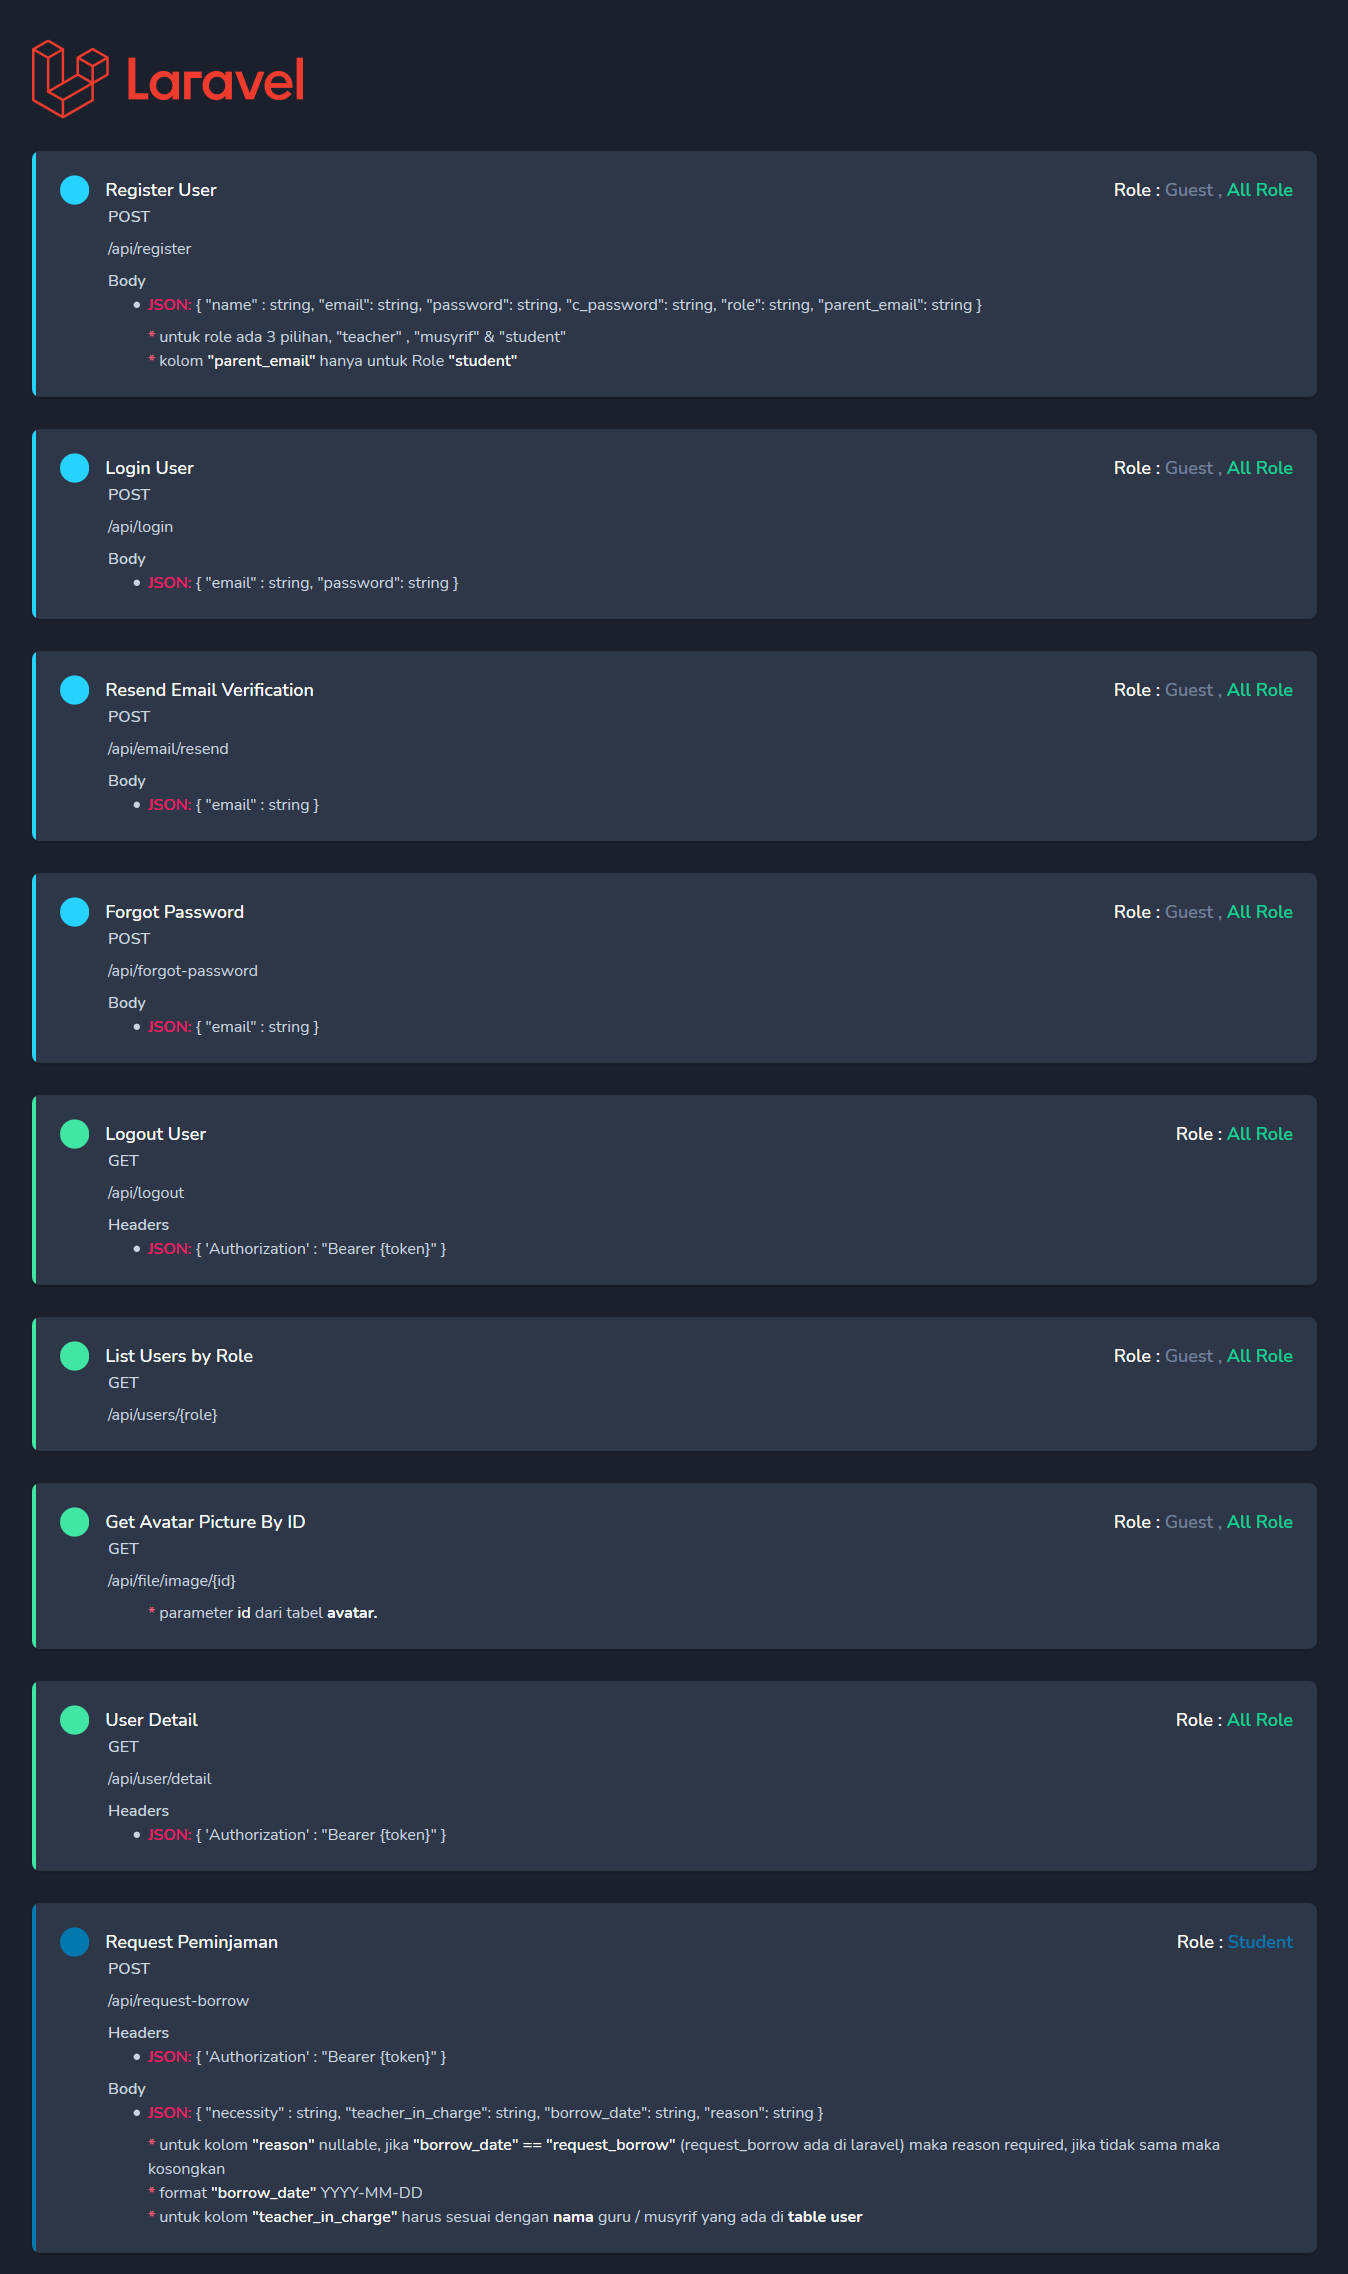 Laravel
Register User
Role : Guest , All Role
POST
/api/register
Body
• JSON: { "name" : string, "email": string, "password": string, "c_password": string, "role": string, "parent_email": string }
* untuk role ada 3 pilihan, "teacher" , "musyrif" & "student"
* kolom "parent_email" hanya untuk Role "student"
Login User
Role : Guest , All Role
POST
/api/login
Body
• JSON: { "email" : string, "password": string }
Resend Email Verification
Role : Guest , All Role
POST
/api/email/resend
Body
• JSON: { "email" : string }
Forgot Password
Role : Guest , All Role
POST
/api/forgot-password
Body
• JSON: { "email" : string }
Logout User
Role : All Role
GET
/api/logout
Headers
• JSON: { 'Authorization' : "Bearer {token}" }
List Users by Role
Role : Guest , All Role
GET
/api/users/{role}
Get Avatar Picture By ID
Role : Guest , All Role
GET
/api/file/image/{id}
* parameter id dari tabel avatar.
User Detail
Role : All Role
GET
/api/user/detail
Headers
• JSON: { 'Authorization' : "Bearer {token}" }
Request Peminjaman
Role : Student
POST
/api/request-borrow
Headers
• JSON: { 'Authorization' : "Bearer {token}" }
Body
• JSON: { "necessity" : string, "teacher_in_charge": string, "borrow_date": string, "reason": string }
* untuk kolom "reason" nullable, jika "borrow_date" == "request_borrow" (request_borrow ada di laravel) maka reason required, jika tidak sama maka
kosongkan
* format "borrow_date" YYYY-MM-DD
* untuk kolom "teacher_in_charge" harus sesuai dengan nama guru / musyrif yang ada di table user